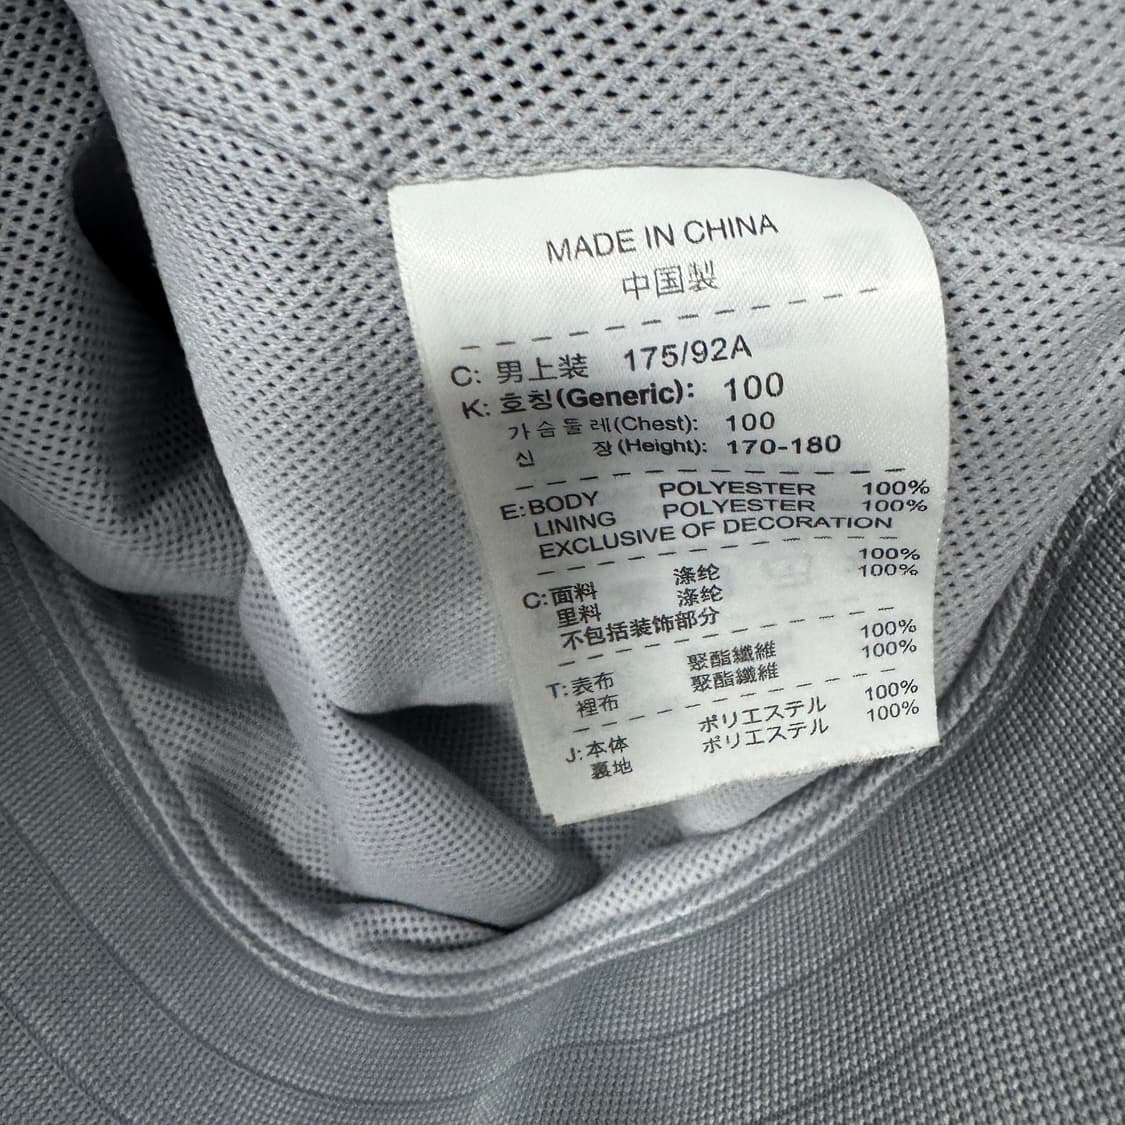 MADE IN CHINA
中国製
C: 男上装 175/92A
K: 호칭(Generic): 100
가슴둘레(Chest): 100
신 장(Height): 170-180
E: BODY POLYESTER 100%
LINING POLYESTER 100%
EXCLUSIVE OF DECORATION
C: 面料 涤纶 100%
里料 涤纶 100%
不包括装饰部分
T: 表布 聚酯纖維 100%
裡布 聚酯纖維 100%
J: 本体 ポリエステル 100%
裏地 ポリエステル 100%